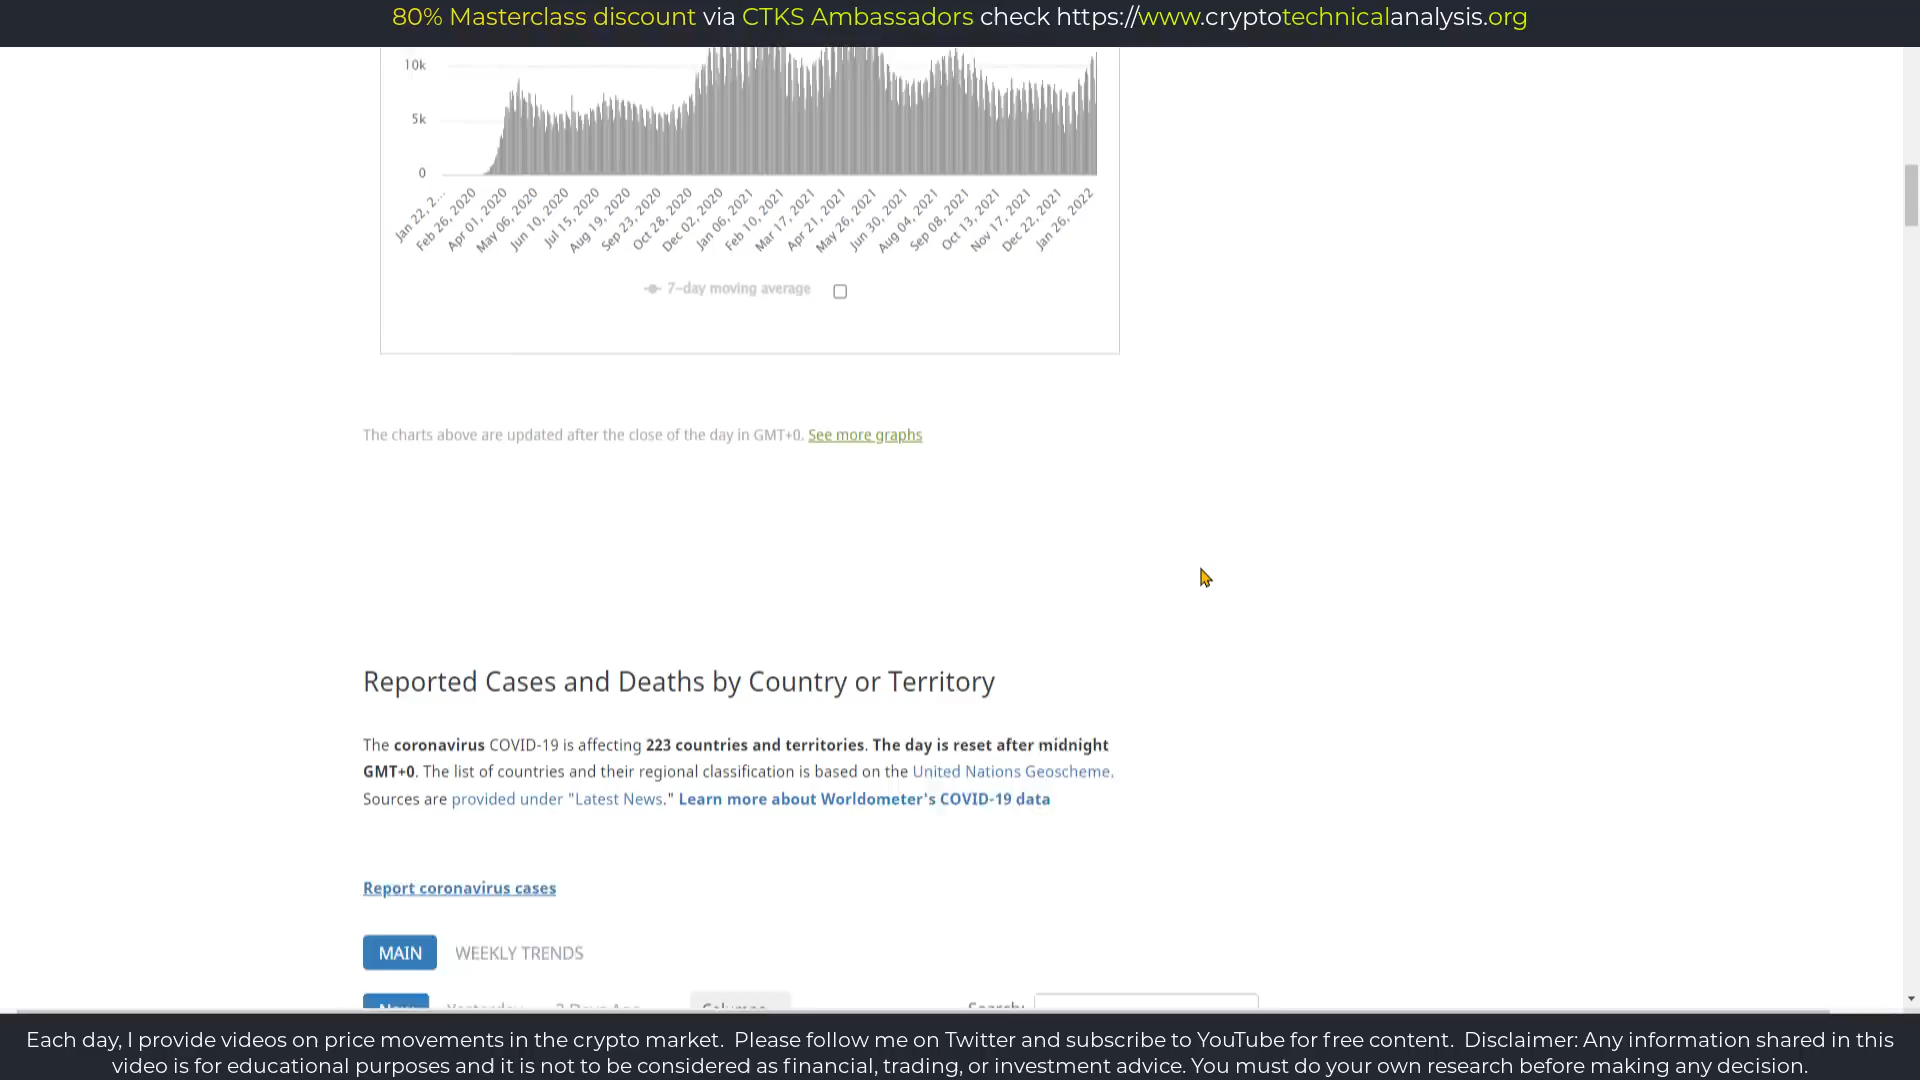 80% Masterclass discount via CTKS Ambassadors check https://www.cryptotechnicalanalysis.org
10k
5k
0
Jan 22, 2...
Feb 26, 2020
Apr 01, 2020
May 06, 2020
Jun 10, 2020
Jul 15, 2020
Aug 19, 2020
Sep 23, 2020
Oct 28, 2020
Dec 02, 2020
Jan 06, 2021
Feb 10, 2021
Mar 17, 2021
Apr 21, 2021
May 26, 2021
Jun 30, 2021
Aug 04, 2021
Sep 08, 2021
Oct 13, 2021
Nov 17, 2021
Dec 22, 2021
Jan 26, 2022
7-day moving average
The charts above are updated after the close of the day in GMT+0. See more graphs
Reported Cases and Deaths by Country or Territory
The coronavirus COVID-19 is affecting 223 countries and territories. The day is reset after midnight
GMT+0. The list of countries and their regional classification is based on the United Nations Geoscheme.
Sources are provided under "Latest News." Learn more about Worldometer's COVID-19 data
Report coronavirus cases
MAIN WEEKLY TRENDS
Now Yesterday 2 Days Ago Columns Search:
Each day, I provide videos on price movements in the crypto market. Please follow me on Twitter and subscribe to YouTube for free content. Disclaimer: Any information shared in this
video is for educational purposes and it is not to be considered as financial, trading, or investment advice. You must do your own research before making any decision.